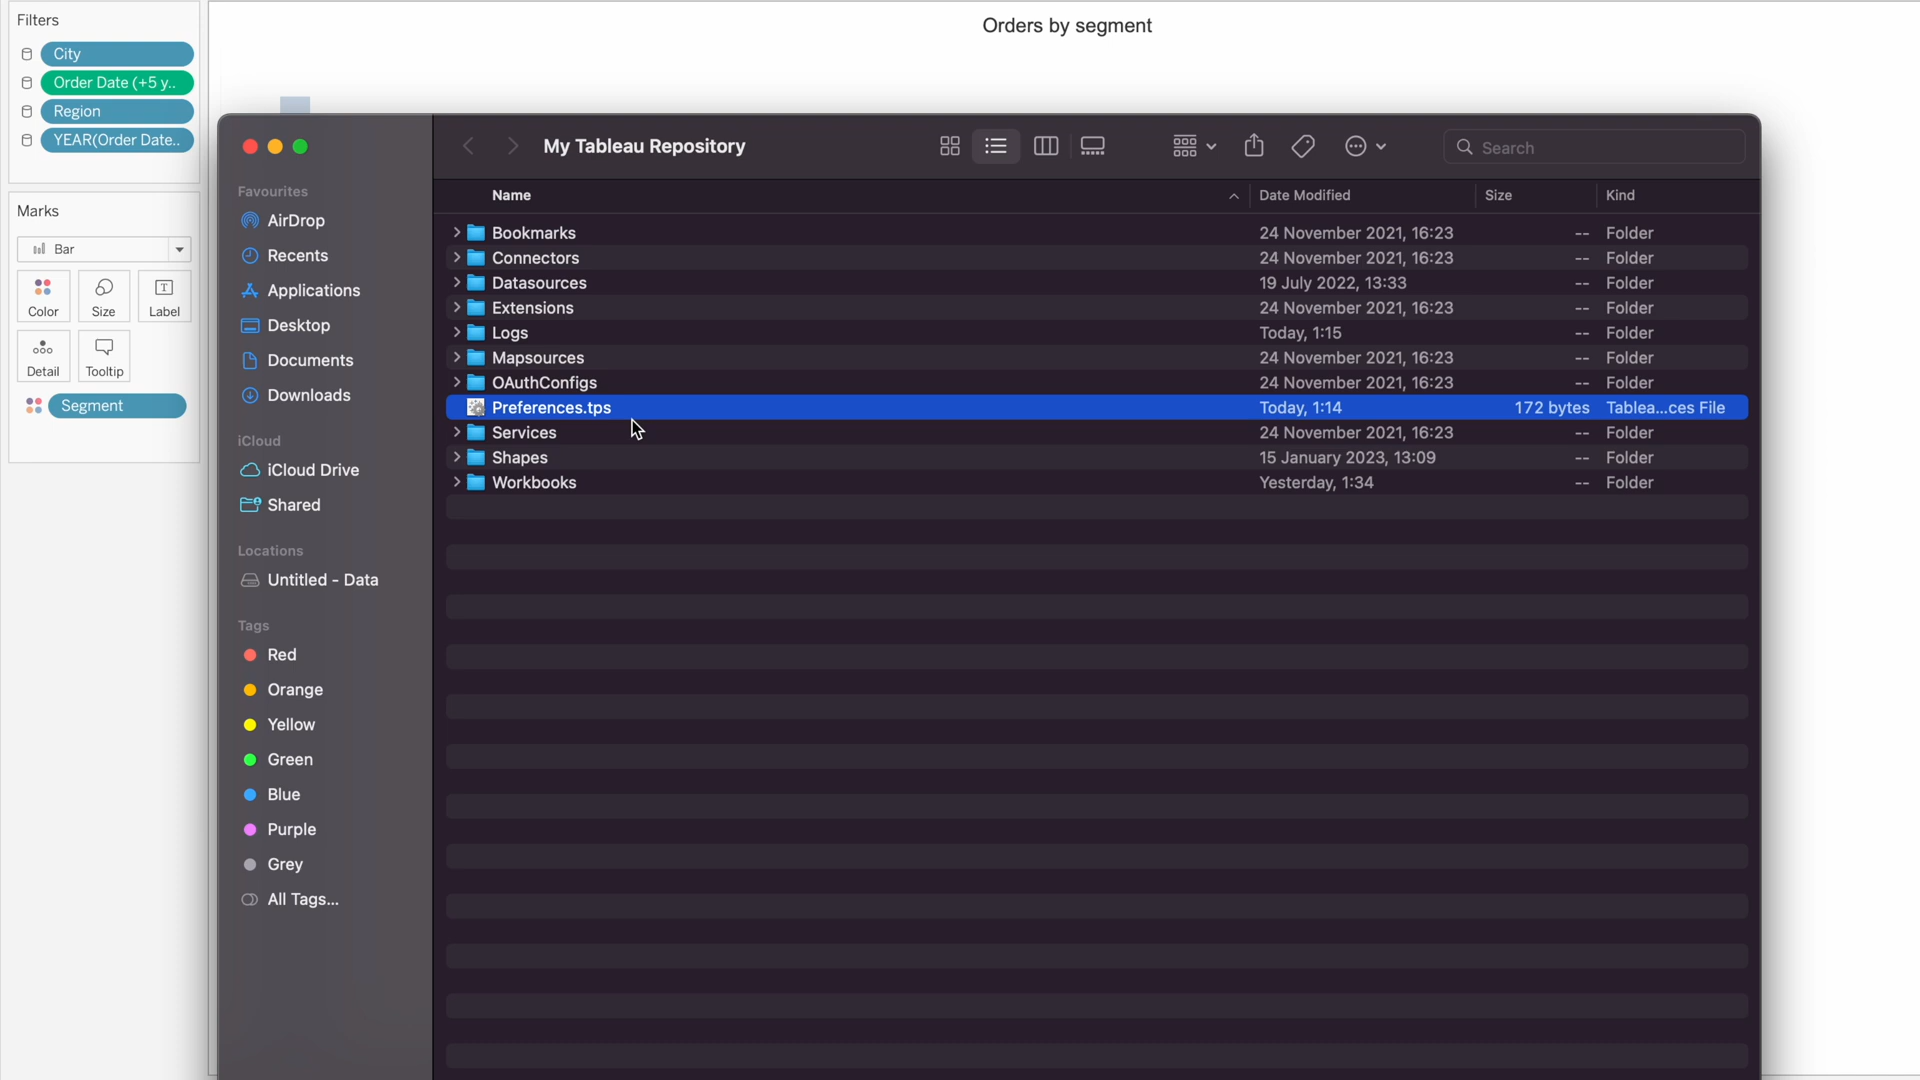 Filters
City
Order Date (+5 y..
Region
YEAR(Order Date..
Marks
Bar
Color Size Label
Detail Tooltip
Segment
Orders by segment
Favourites
AirDrop
Recents
Applications
Desktop
Documents
Downloads
iCloud
iCloud Drive
Shared
Locations
Untitled - Data
Tags
Red
Orange
Yellow
Green
Blue
Purple
Grey
All Tags...
My Tableau Repository
Search
Name Date Modified Size Kind
Bookmarks 24 November 2021, 16:23 -- Folder
Connectors 24 November 2021, 16:23 -- Folder
Datasources 19 July 2022, 13:33 -- Folder
Extensions 24 November 2021, 16:23 -- Folder
Logs Today, 1:15 -- Folder
Mapsources 24 November 2021, 16:23 -- Folder
OAuthConfigs 24 November 2021, 16:23 -- Folder
Preferences.tps Today, 1:14 172 bytes Tablea...ces File
Services 24 November 2021, 16:23 -- Folder
Shapes 15 January 2023, 13:09 -- Folder
Workbooks Yesterday, 1:34 -- Folder